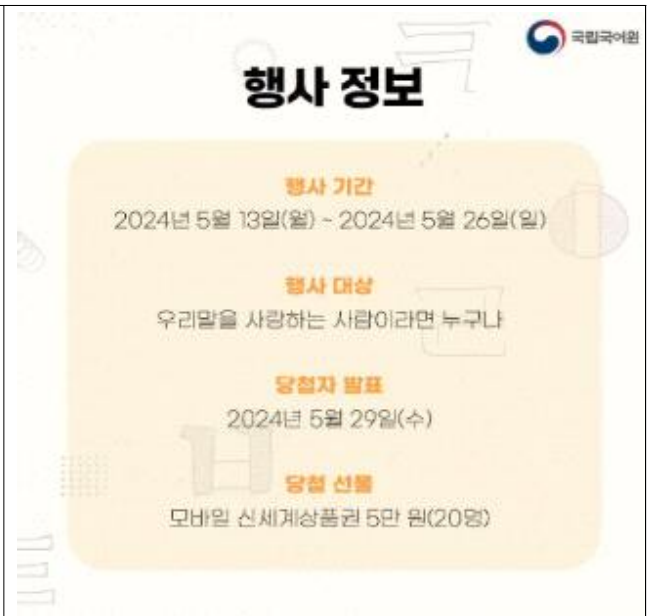 국립국어원
행사 정보
행사 기간
2024년 5월 13일(월) ~ 2024년 5월 26일(일)
행사 대상
우리말을 사랑하는 사람이라면 누구나
당첨자 발표
2024년 5월 29일(수)
당첨 선물
모바일 신세계상품권 5만 원(20명)